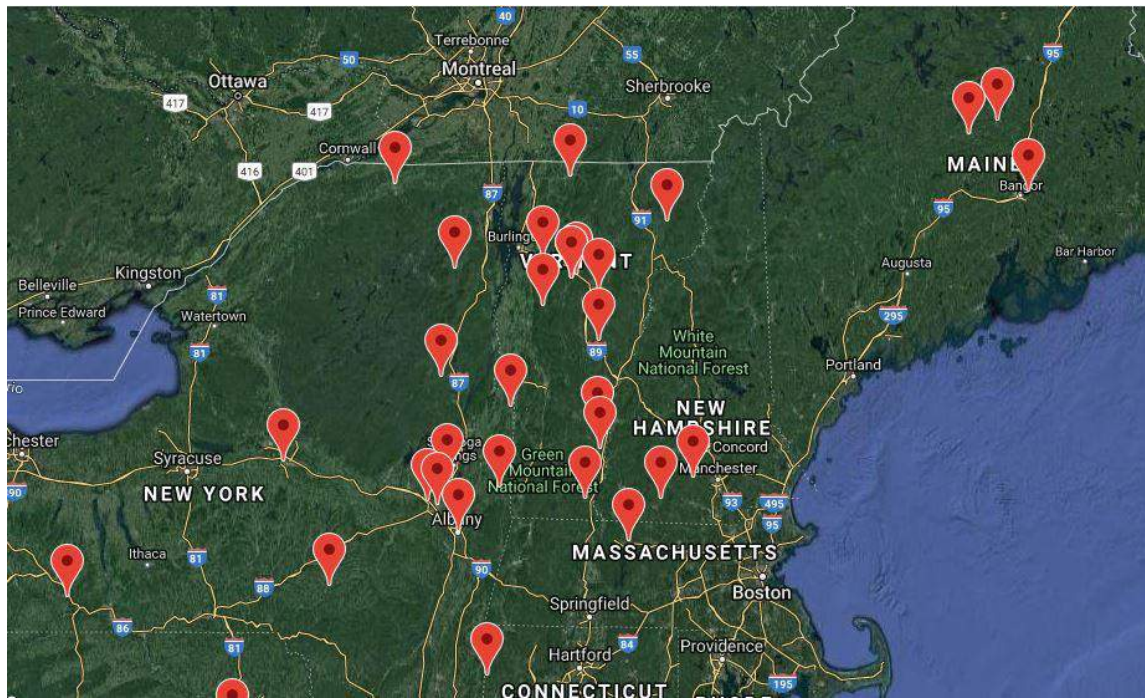 40
Terrebonne
50
55
95
Montreal
Ottawa
Sherbrooke
417
417
10
Cornwall
416
401
MAINE
Bangor
87
91
95
Burling
VERMONT
Bar Harbor
Kingston
Augusta
Belleville
81
Prince Edward
Watertown
295
White
Mountain
National Forest
81
89
Portland
87
NEW
HAMPSHIRE
chester
Concord
Syracuse
Green
Mountain
National Forest
Manchester
90
NEW YORK
93
495
95
Albany
Ithaca
MASSACHUSETTS
81
90
88
Boston
Springfield
86
84
Providence
81
Hartford
195
CONNECTICUT